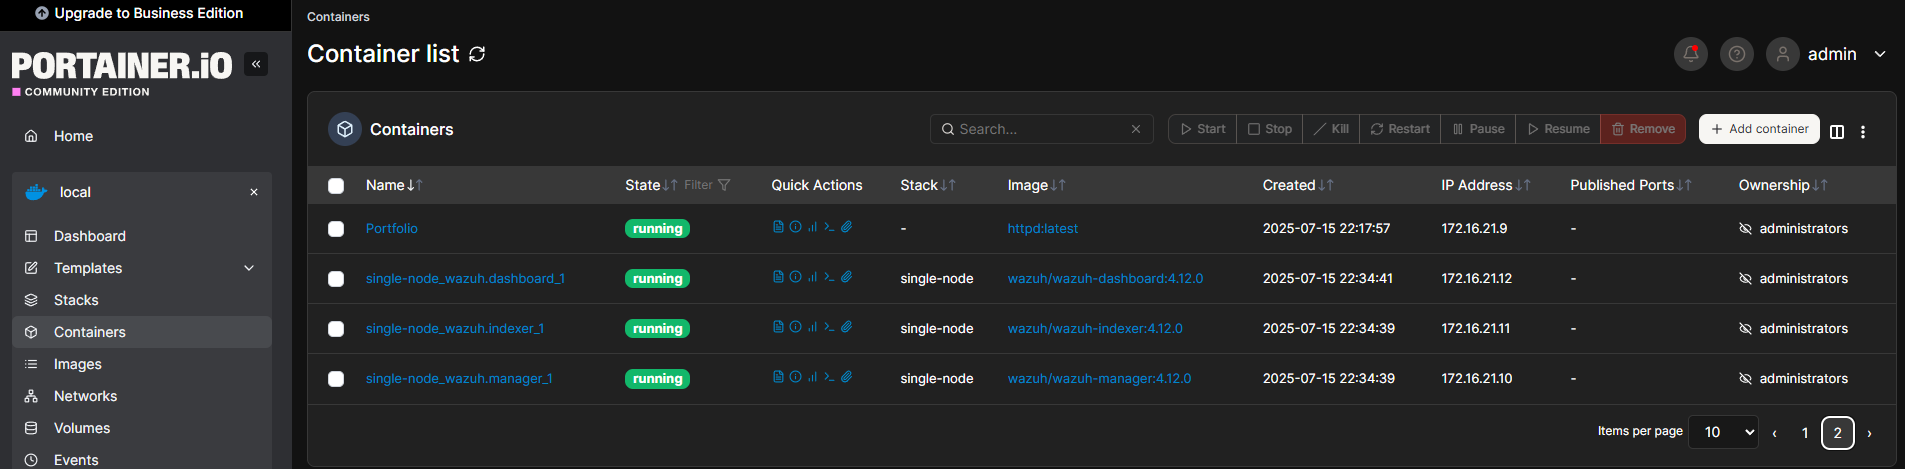 Upgrade to Business Edition
PORTAINER.iO
COMMUNITY EDITION
Home
local
Dashboard
Templates
Stacks
Containers
Images
Networks
Volumes
Events
Containers
Container list
admin
Containers
Search...
Start Stop Kill Restart Pause Resume Remove
Add container
Name State Filter Quick Actions Stack Image Created IP Address Published Ports Ownership
Portfolio running - httpd:latest 2025-07-15 22:17:57 172.16.21.9 - administrators
single-node_wazuh.dashboard_1 running single-node wazuh/wazuh-dashboard:4.12.0 2025-07-15 22:34:41 172.16.21.12 - administrators
single-node_wazuh.indexer_1 running single-node wazuh/wazuh-indexer:4.12.0 2025-07-15 22:34:39 172.16.21.11 - administrators
single-node_wazuh.manager_1 running single-node wazuh/wazuh-manager:4.12.0 2025-07-15 22:34:39 172.16.21.10 - administrators
Items per page 10 ‹ 1 2 ›